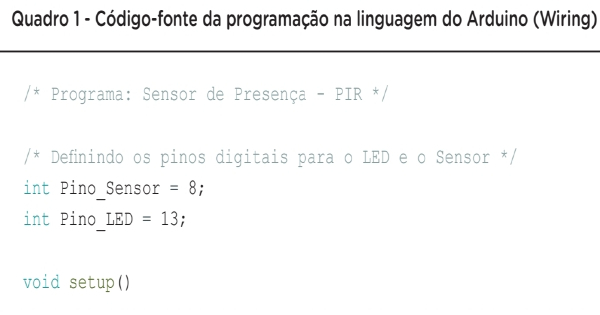 Quadro 1 - Código-fonte da programação na linguagem do Arduino (Wiring)
/* Programa: Sensor de Presença - PIR */
/* Definindo os pinos digitais para o LED e o Sensor */
int Pino_Sensor = 8;
int Pino_LED = 13;
void setup()